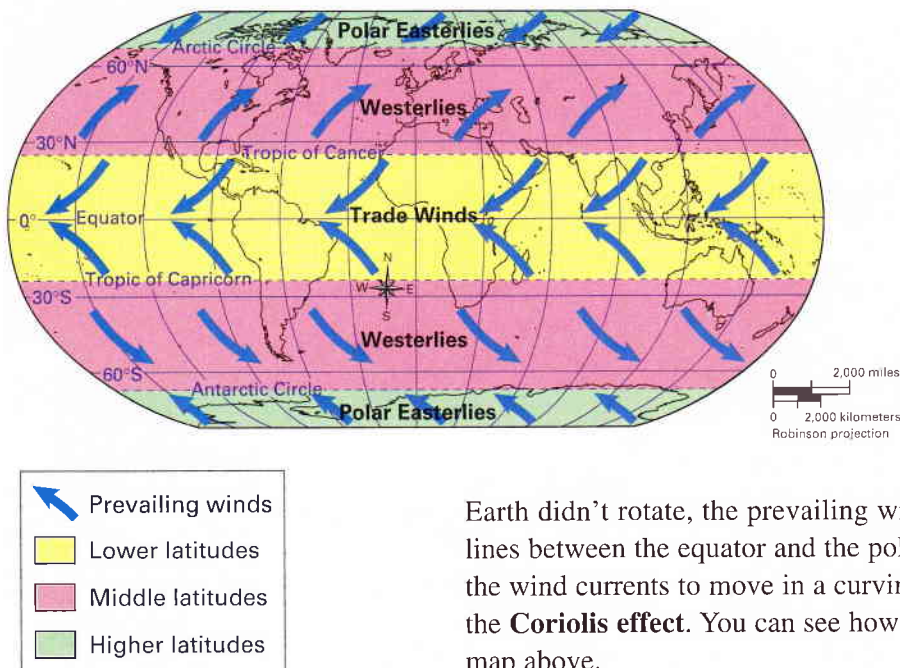 Polar Easterlies
Arctic Circle
60°N
Westerlies
30°N
Tropic of Cancer
0° Equator
Trade Winds
Tropic of Capricorn
N
W E
S
30°S
Westerlies
60°S
Antarctic Circle
Polar Easterlies
0 2,000 miles
0 2,000 kilometers
Robinson projection
Prevailing winds
Lower latitudes
Middle latitudes
Higher latitudes
Earth didn't rotate, the prevailing
lines between the equator and the
the wind currents to move in a
the Coriolis effect. You can see how
map above.